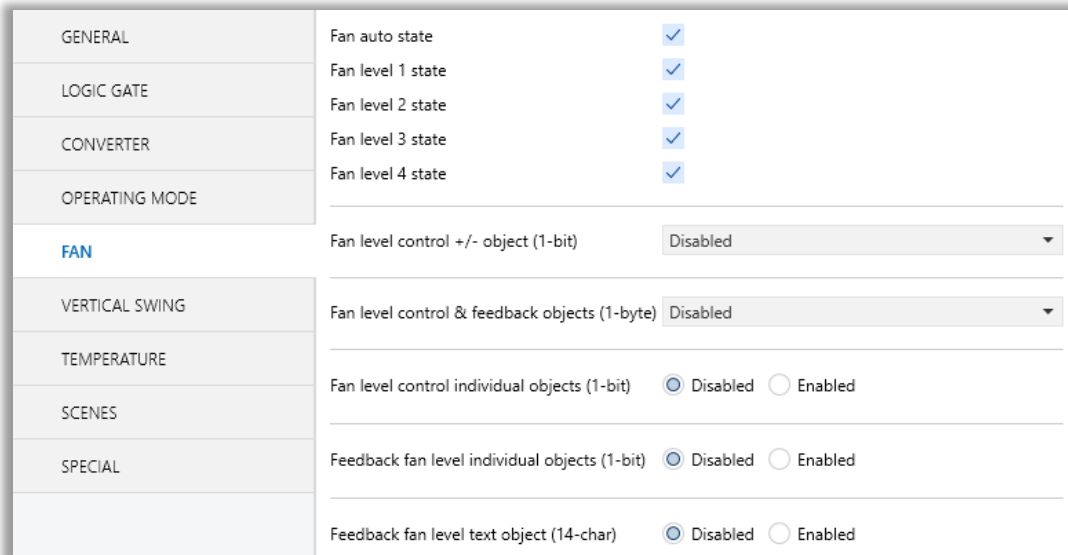 GENERAL
LOGIC GATE
CONVERTER
OPERATING MODE
FAN
VERTICAL SWING
TEMPERATURE
SCENES
SPECIAL
Fan auto state
Fan level 1 state
Fan level 2 state
Fan level 3 state
Fan level 4 state
Fan level control +/- object (1-bit) Disabled
Fan level control & feedback objects (1-byte) Disabled
Fan level control individual objects (1-bit) Disabled Enabled
Feedback fan level individual objects (1-bit) Disabled Enabled
Feedback fan level text object (14-char) Disabled Enabled